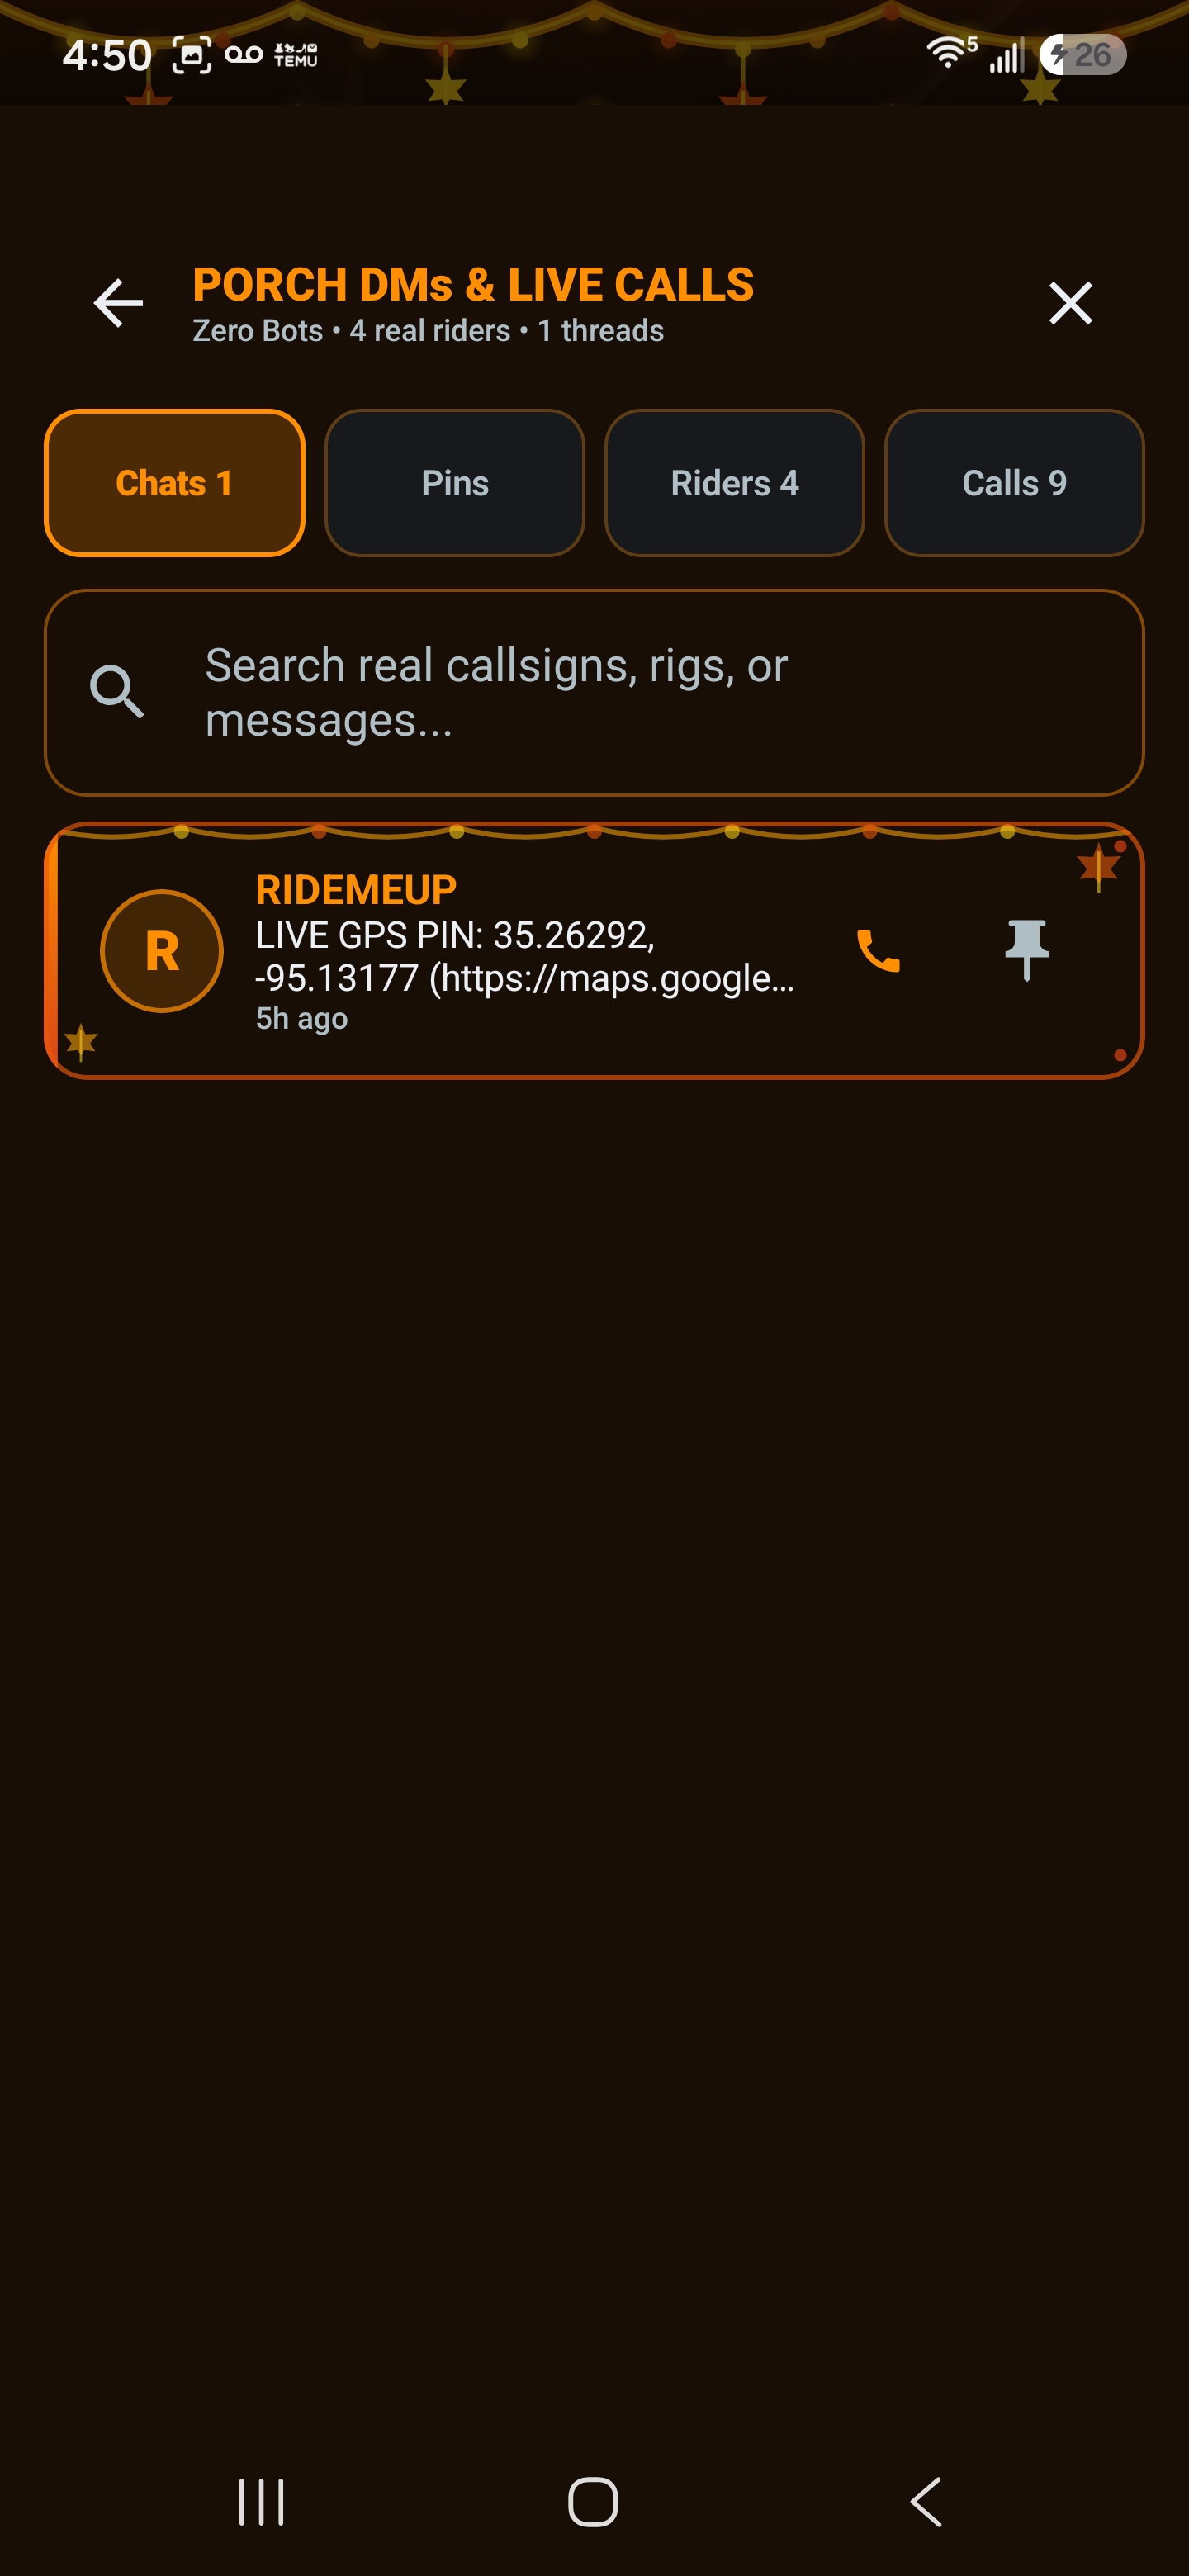 4:50 TEMU 5 26
PORCH DMs & LIVE CALLS
Zero Bots • 4 real riders • 1 threads
Chats 1
Pins
Riders 4
Calls 9
Search real callsigns, rigs, or
messages...
RIDEMEUP
R
LIVE GPS PIN: 35.26292,
-95.13177 (https://maps.google...
5h ago